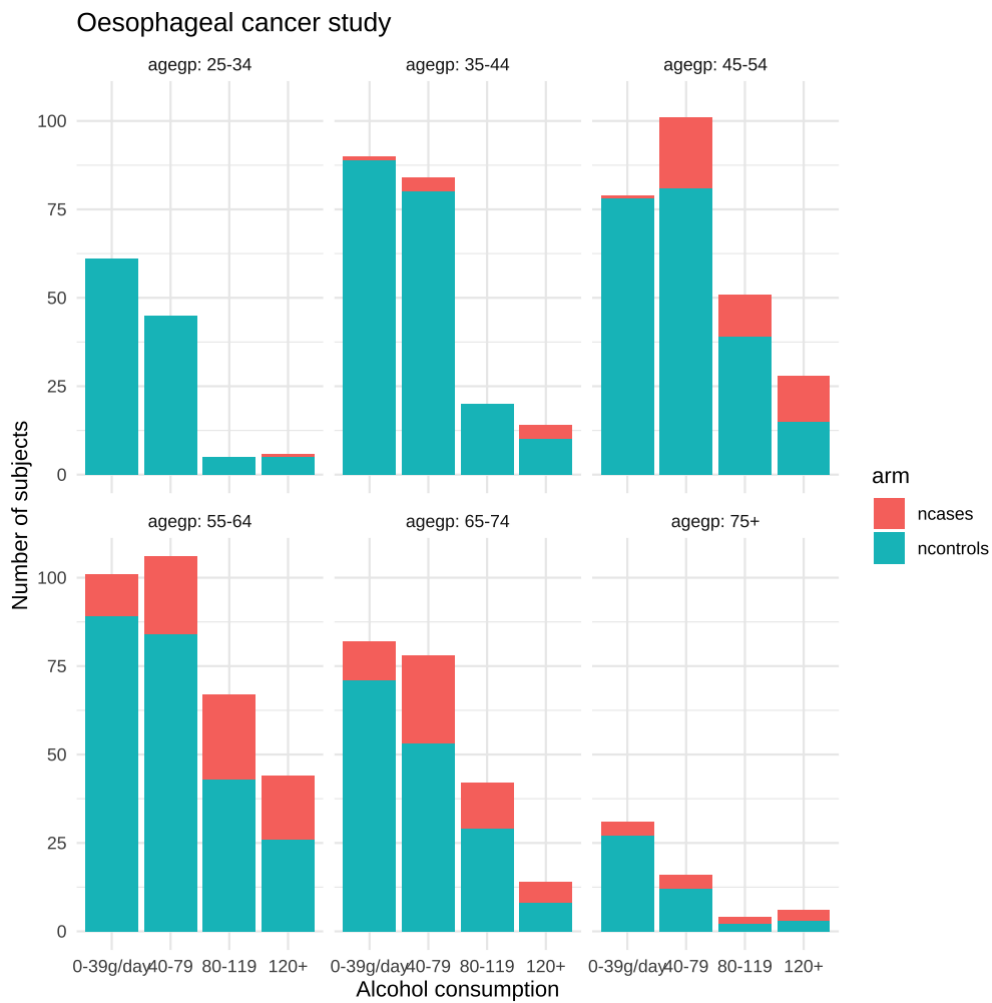 Oesophageal cancer study
agegp: 25-34
agegp: 35-44
agegp: 45-54
100
75
50
25
0
agegp: 55-64
agegp: 65-74
agegp: 75+
100
75
50
25
0
0-39g/day
40-79
80-119
120+
0-39g/day
40-79
80-119
120+
0-39g/day
40-79
80-119
120+
Alcohol consumption
Number of subjects
arm
ncases
ncontrols